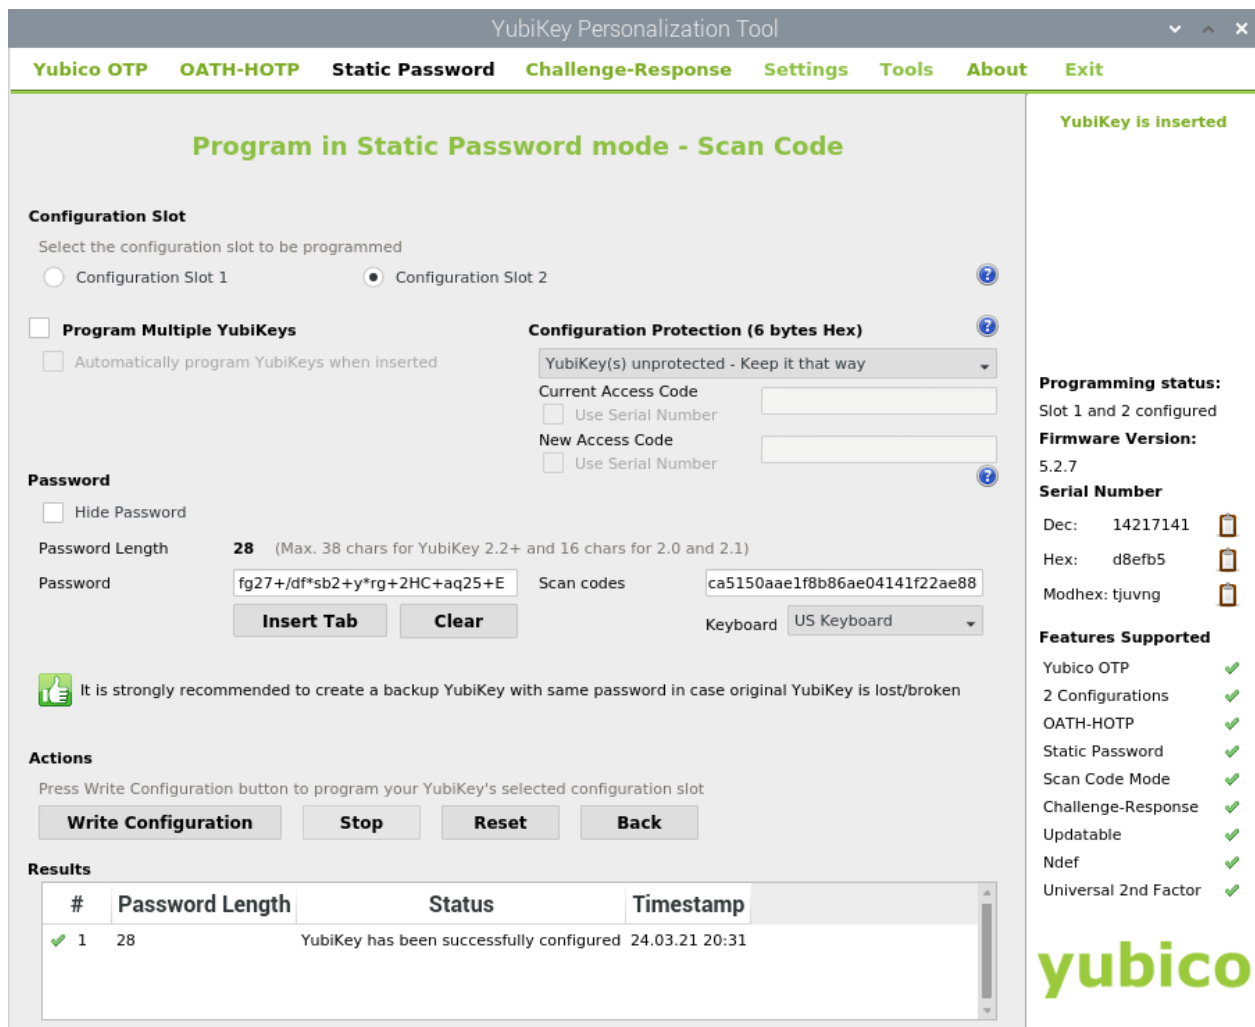 YubiKey Personalization Tool
Yubico OTP OATH-HOTP Static Password Challenge-Response Settings Tools About Exit
Program in Static Password mode - Scan Code
Configuration Slot
Select the configuration slot to be programmed
Configuration Slot 1 Configuration Slot 2
Program Multiple YubiKeys
Automatically program YubiKeys when inserted
Configuration Protection (6 bytes Hex)
YubiKey(s) unprotected - Keep it that way
Current Access Code
Use Serial Number
New Access Code
Use Serial Number
Password
Hide Password
Password Length 28 (Max. 38 chars for YubiKey 2.2+ and 16 chars for 2.0 and 2.1)
Password fg27+/df*sb2+y*rg+2HC+aq25+E Scan codes ca5150aae1f8b86ae04141f22ae88
Insert Tab Clear Keyboard US Keyboard
It is strongly recommended to create a backup YubiKey with same password in case original YubiKey is lost/broken
Actions
Press Write Configuration button to program your YubiKey's selected configuration slot
Write Configuration Stop Reset Back
Results
# Password Length Status Timestamp
1 28 YubiKey has been successfully configured 24.03.21 20:31
YubiKey is inserted
Programming status:
Slot 1 and 2 configured
Firmware Version:
5.2.7
Serial Number
Dec: 14217141
Hex: d8efb5
Modhex: tjuvng
Features Supported
Yubico OTP
2 Configurations
OATH-HOTP
Static Password
Scan Code Mode
Challenge-Response
Updatable
Ndef
Universal 2nd Factor
yubico